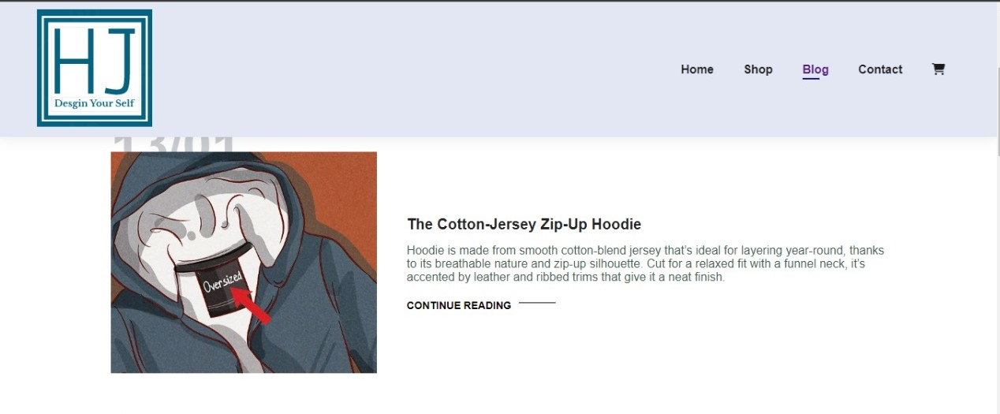 HJ
Desgin Your Self
Home Shop Blog Contact
13/01
Oversized
The Cotton-Jersey Zip-Up Hoodie
Hoodie is made from smooth cotton-blend jersey that's ideal for layering year-round, thanks
to its breathable nature and zip-up silhouette. Cut for a relaxed fit with a funnel neck, it's
accented by leather and ribbed trims that give it a neat finish.
CONTINUE READING